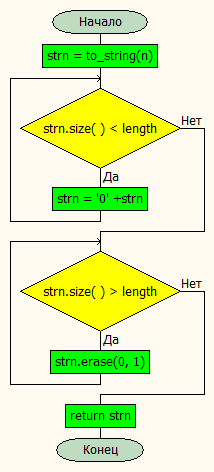 Начало
strn = to_string(n)
strn.size( ) < length
Нет
Да
strn = '0' +strn
strn.size( ) > length
Нет
Да
strn.erase(0, 1)
return strn
Конец